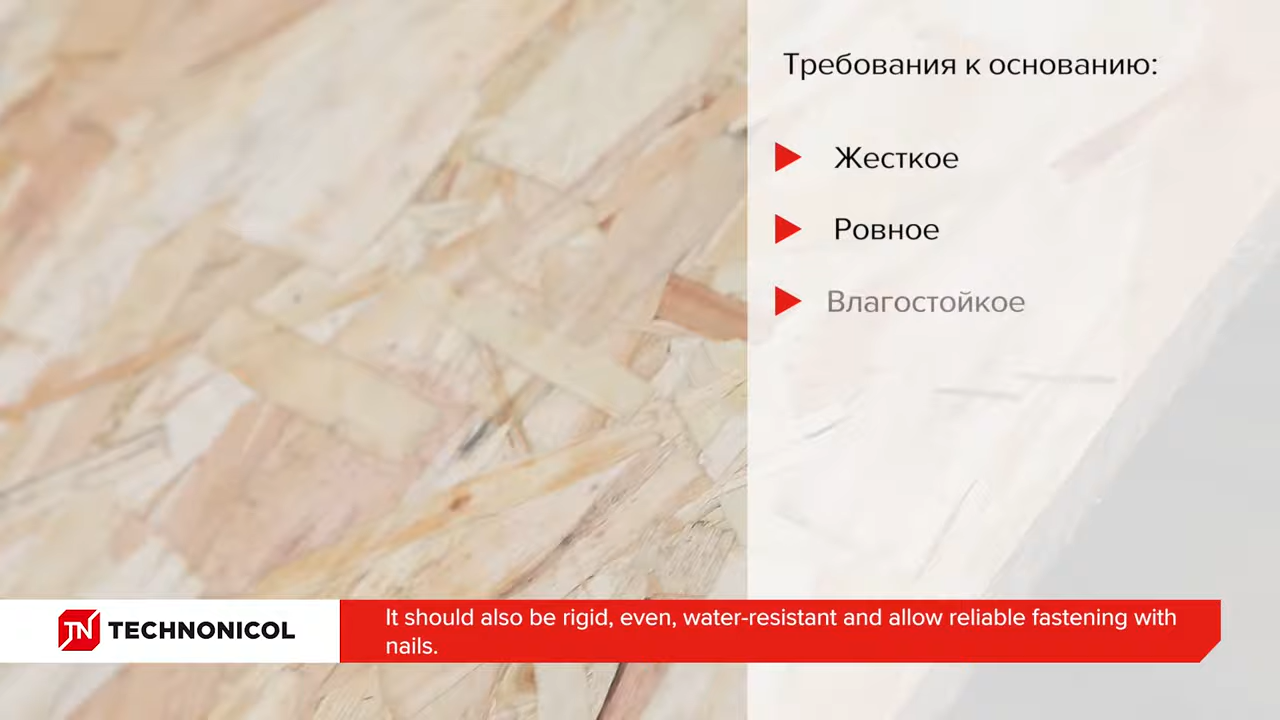 Требования к основанию:
Жесткое
Ровное
Влагостойкое
TN TECHNONICOL
It should also be rigid, even, water-resistant and allow reliable fastening with
nails.